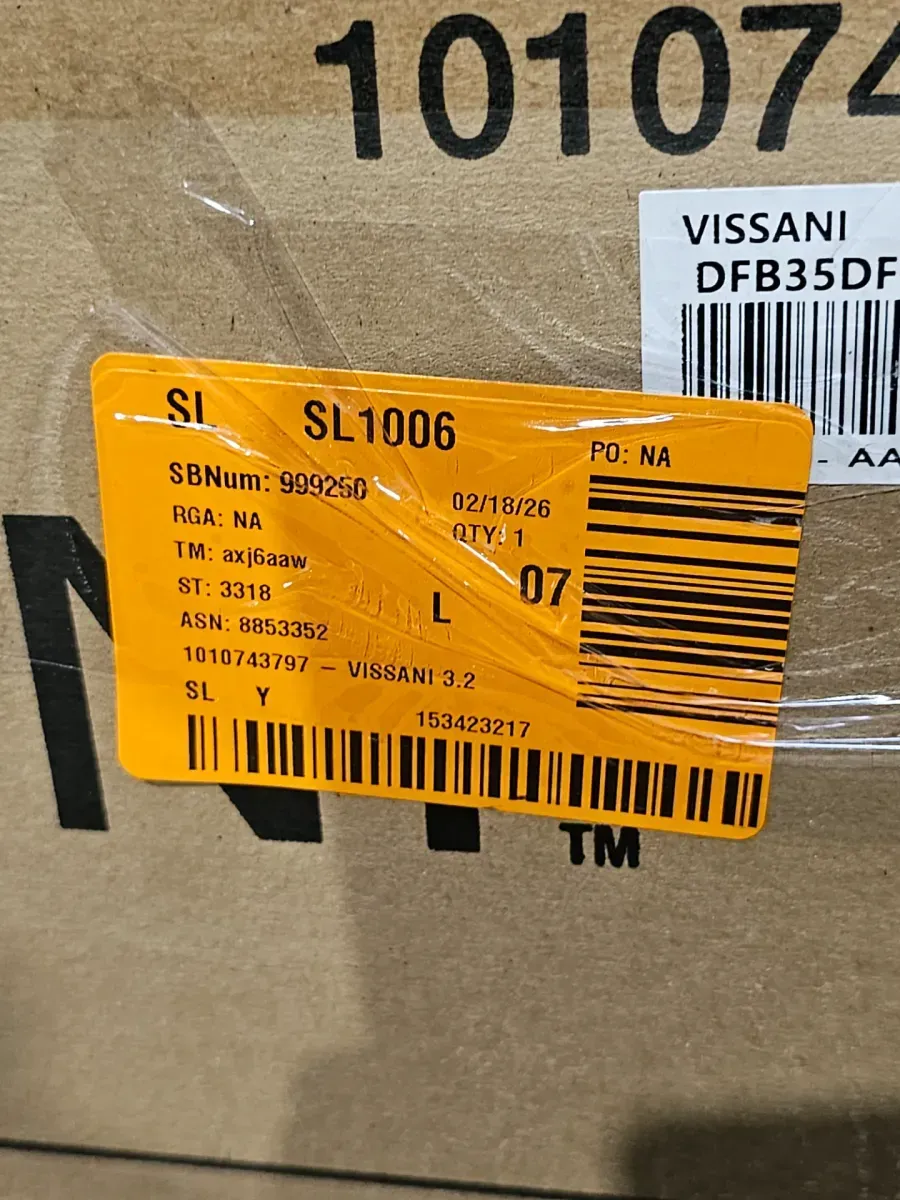 101074
VISSANI
DFB35DF
- AA
SL SL1006
PO: NA
SBNum: 999250
02/18/26
RGA: NA
QTY: 1
TM: axj6aaw
07
ST: 3318
L
ASN: 8853352
1010743797 – VISSANI 3.2
SL Y
153423217
N
TM